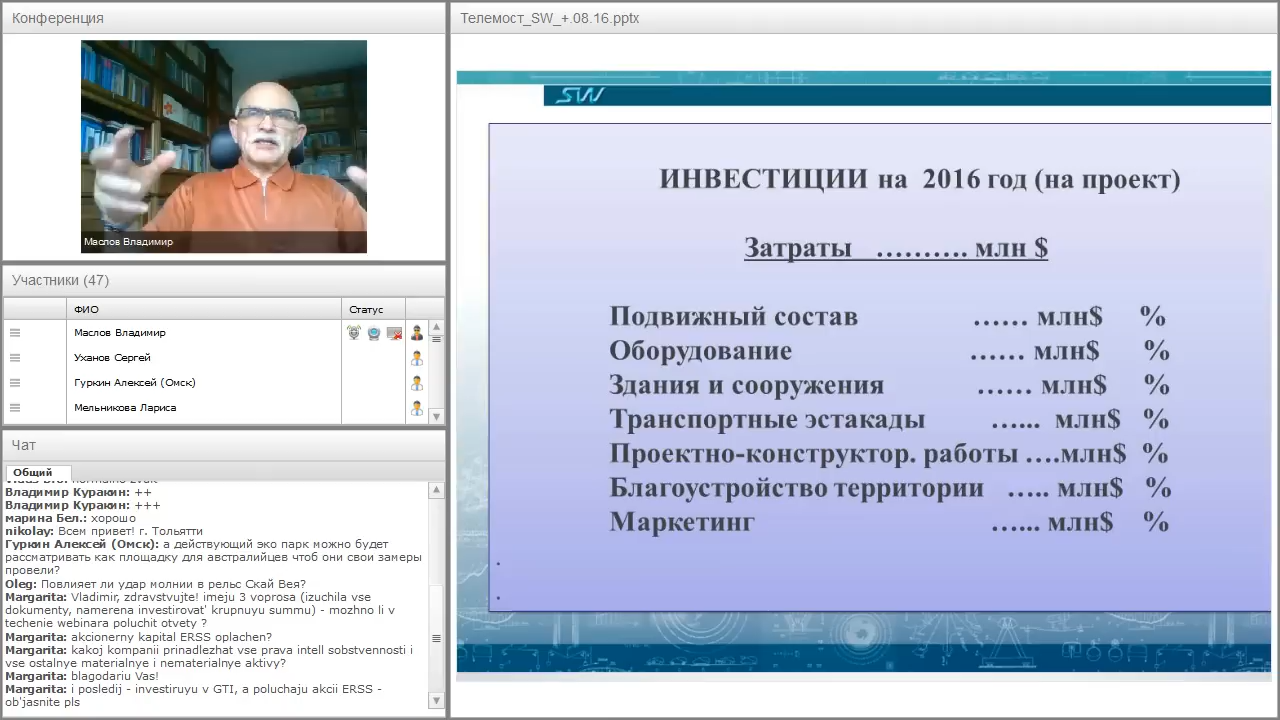 Конференция
Маслов Владимир
Участники (47)
ФИО Статус
Маслов Владимир
Уханов Сергей
Гуркин Алексей (Омск)
Мельникова Лариса
Чат
Общий
Владимир Куракин: ++
Владимир Куракин: +++
марина Бел.: хорошо
nikolay: Всем привет! г. Тольятти
Гуркин Алексей (Омск): а действующий эко парк можно будет
рассматривать как площадку для австралийцев чтоб они свои замеры
провели?
Oleg: Повлияет ли удар молнии в рельс Скай Вея?
Margarita: Vladimir, zdravstvujte! imeju 3 voprosa (izuchila vse
dokumenty, namerena investirovat' krupnuyu summu) - mozhno li v
techenie webinara poluchit otvety ?
Margarita: akcionerny kapital ERSS oplachen?
Margarita: kakoj kompanii prinadlezhat vse prava intell sobstvennosti i
vse ostalnye materialnye i nematerialnye aktivy?
Margarita: blagodariu Vas!
Margarita: i posledij - investiruyu v GTI, a poluchaju akcii ERSS -
ob'jasnite pls
Телемост_SW_+.08.16.pptx
SW
ИНВЕСТИЦИИ на 2016 год (на проект)
Затраты ………. млн $
Подвижный состав …… млн$ %
Оборудование …… млн$ %
Здания и сооружения …… млн$ %
Транспортные эстакады …... млн$ %
Проектно-конструктор. работы ….млн$ %
Благоустройство территории ….. млн$ %
Маркетинг …... млн$ %
.
.